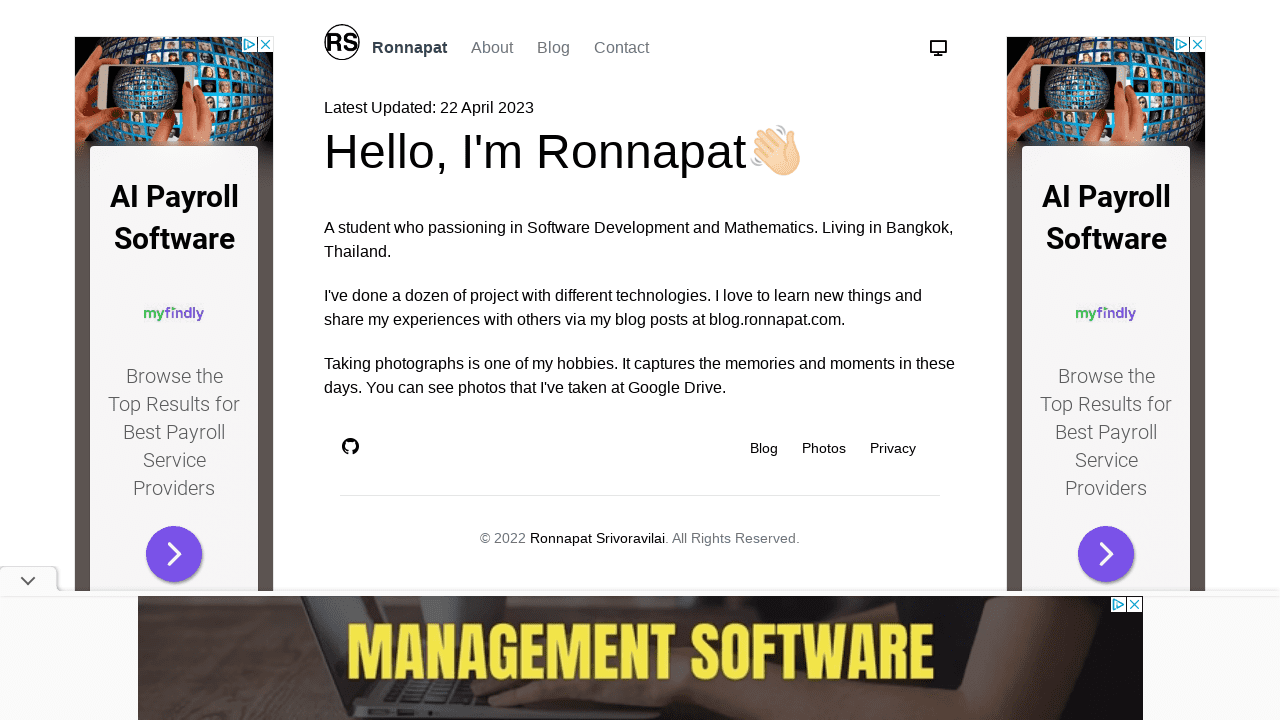 RS
Ronnapat About Blog Contact
Latest Updated: 22 April 2023
Hello, I'm Ronnapat
A student who passioning in Software Development and Mathematics. Living in Bangkok,
Thailand.
I've done a dozen of project with different technologies. I love to learn new things and
share my experiences with others via my blog posts at blog.ronnapat.com.
Taking photographs is one of my hobbies. It captures the memories and moments in these
days. You can see photos that I've taken at Google Drive.
Blog Photos Privacy
© 2022 Ronnapat Srivoravilai. All Rights Reserved.
AI Payroll
Software
myfindly
Browse the
Top Results for
Best Payroll
Service
Providers
AI Payroll
Software
myfindly
Browse the
Top Results for
Best Payroll
Service
Providers
MANAGEMENT SOFTWARE